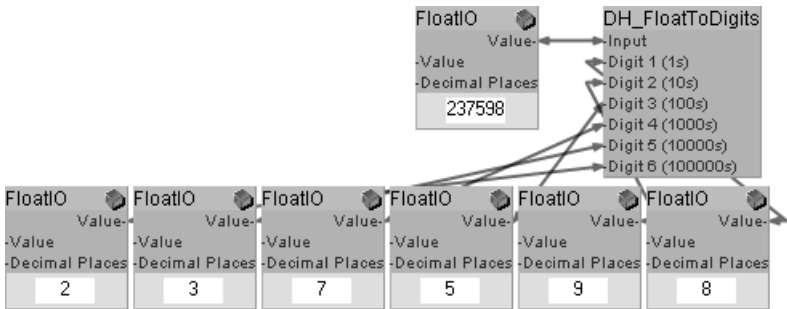 FloatIO
Value-
-Value
-Decimal Places
237598
DH_FloatToDigits
-Input
-Digit 1 (1s)
-Digit 2 (10s)
-Digit 3 (100s)
-Digit 4 (1000s)
-Digit 5 (10000s)
-Digit 6 (100000s)
FloatIO FloatIO FloatIO FloatIO FloatIO FloatIO
Value- Value- Value- Value- Value- Value-
-Value -Value -Value -Value -Value -Value
-Decimal Places -Decimal Places -Decimal Places -Decimal Places -Decimal Places -Decimal Places
2 3 7 5 9 8